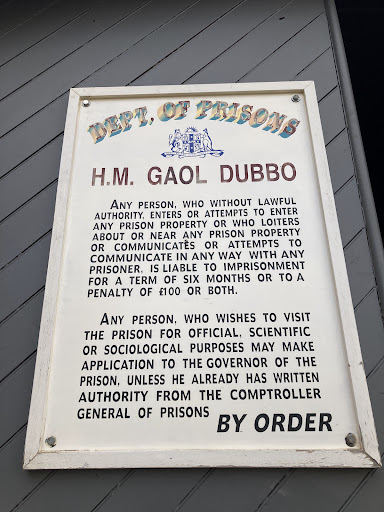 DEPT. OF PRISONS
H.M. GAOL DUBBO
ANY PERSON, WHO WITHOUT LAWFUL
AUTHORITY, ENTERS OR ATTEMPTS TO ENTER
ANY PRISON PROPERTY OR WHO LOITERS
ABOUT OR NEAR ANY PRISON PROPERTY
OR COMMUNICATES OR ATTEMPTS TO
COMMUNICATE IN ANY WAY WITH ANY
PRISONER, IS LIABLE TO IMPRISONMENT
FOR A TERM OF SIX MONTHS OR TO A
PENALTY OF £100 OR BOTH.
ANY PERSON, WHO WISHES TO VISIT
THE PRISON FOR OFFICIAL, SCIENTIFIC
OR SOCIOLOGICAL PURPOSES MAY MAKE
APPLICATION TO THE GOVERNOR OF THE
PRISON, UNLESS HE ALREADY HAS WRITTEN
AUTHORITY FROM THE COMPTROLLER
GENERAL OF PRISONS
BY ORDER